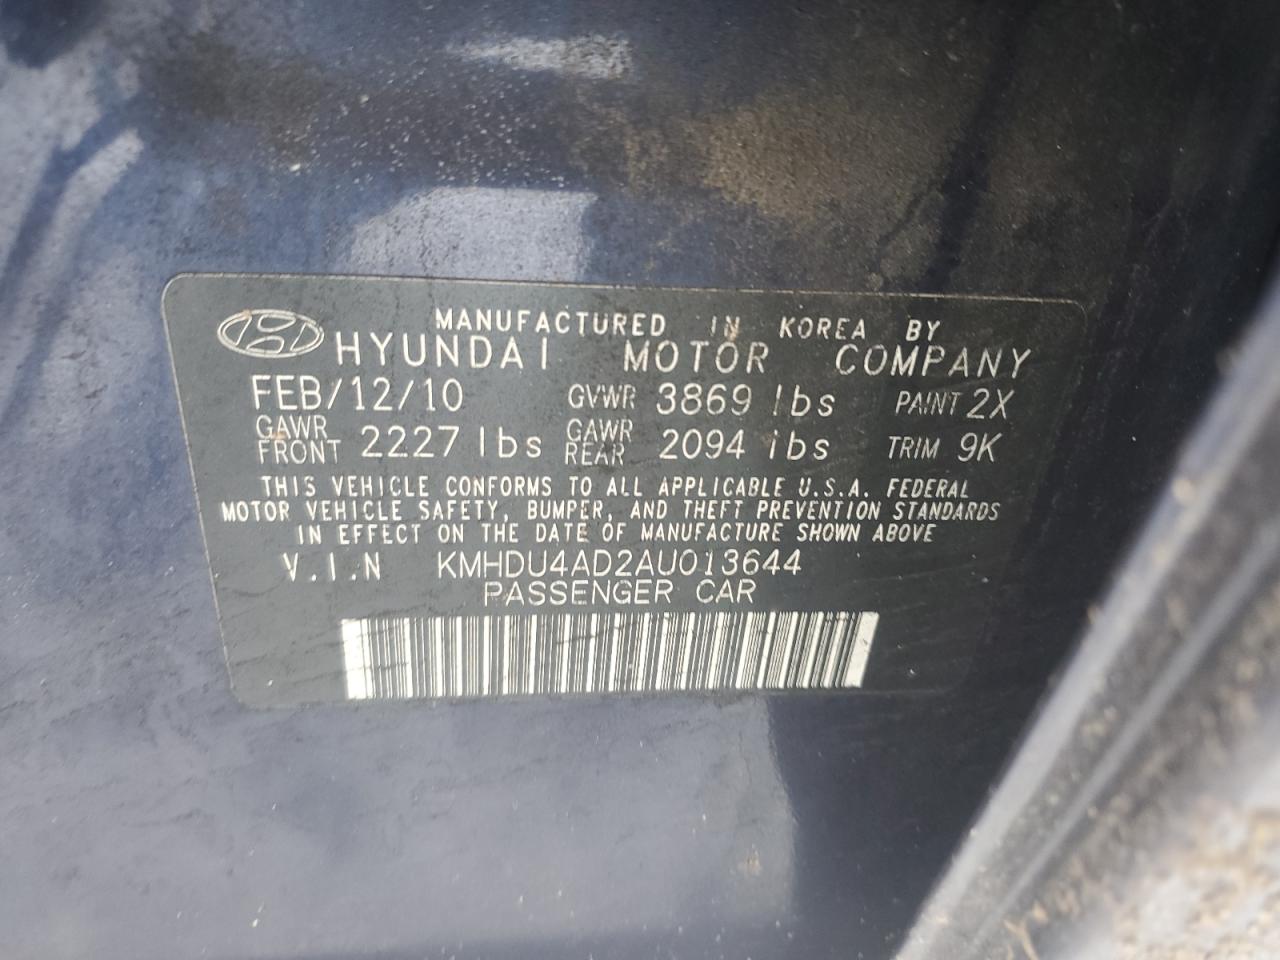 MANUFACTURED IN KOREA BY
HYUNDAI MOTOR COMPANY
FEB/12/10 GVWR 3869 lbs PAINT 2X
GAWR FRONT 2227 lbs GAWR REAR 2094 lbs TRIM 9K
THIS VEHICLE CONFORMS TO ALL APPLICABLE U.S.A. FEDERAL
MOTOR VEHICLE SAFETY, BUMPER, AND THEFT PREVENTION STANDARDS
IN EFFECT ON THE DATE OF MANUFACTURE SHOWN ABOVE
V.I.N KMHDU4AD2AU013644
PASSENGER CAR